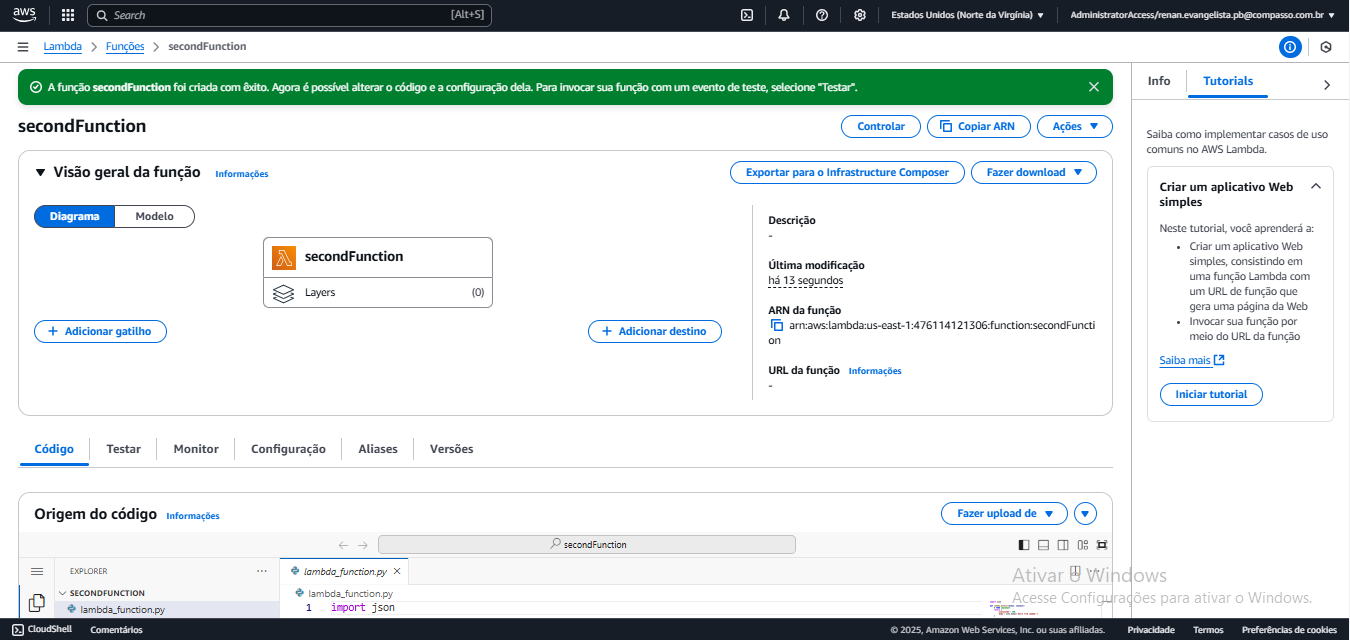 aws
Search [Alt+S]
Estados Unidos (Norte da Virgínia)
AdministratorAccess/renan.evangelista.pb@compasso.com.br
Lambda
Funções
secondFunction
A função secondFunction foi criada com êxito. Agora é possível alterar o código e a configuração dela. Para invocar sua função com um evento de teste, selecione "Testar".
secondFunction
Controlar
Copiar ARN
Ações
Visão geral da função
Informações
Exportar para o Infrastructure Composer
Fazer download
Diagrama
Modelo
secondFunction
Layers (0)
Adicionar gatilho
Adicionar destino
Descrição
-
Última modificação
há 13 segundos
ARN da função
arn:aws:lambda:us-east-1:476114121306:function:secondFuncti
on
URL da função Informações
-
Código
Testar
Monitor
Configuração
Aliases
Versões
Origem do código
Informações
Fazer upload de
secondFunction
EXPLORER
SECONDFUNCTION
lambda_function.py
lambda_function.py
lambda_function.py
1 import json
Info
Tutorials
Saiba como implementar casos de uso
comuns no AWS Lambda.
Criar um aplicativo Web
simples
Neste tutorial, você aprenderá a:
• Criar um aplicativo Web
simples, consistindo em
uma função Lambda com
um URL de função que
gera uma página da Web
• Invocar sua função por
meio do URL da função
Saiba mais
Iniciar tutorial
Ativar o Windows
Acesse Configurações para ativar o Windows.
CloudShell
Comentários
© 2025, Amazon Web Services, Inc. ou suas afiliadas.
Privacidade
Termos
Preferências de cookies